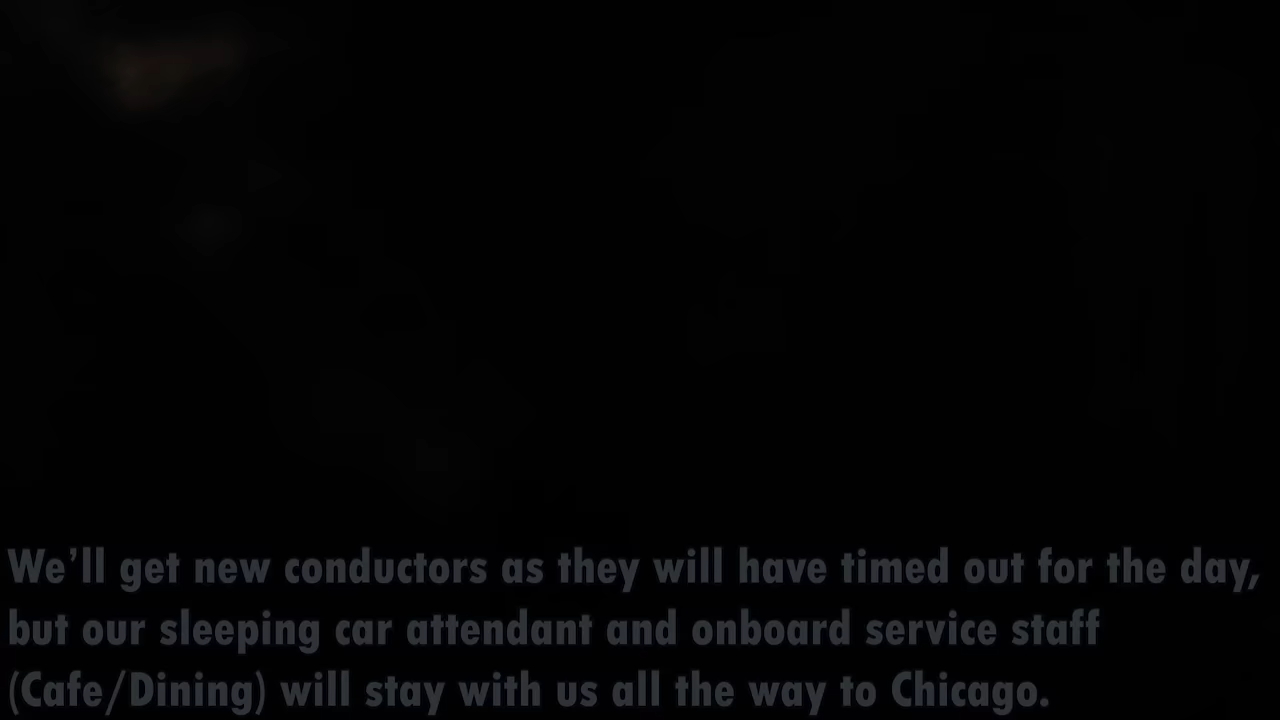 We’ll get new conductors as they will have timed out for the day,
but our sleeping car attendant and onboard service staff
(Cafe/Dining) will stay with us all the way to Chicago.